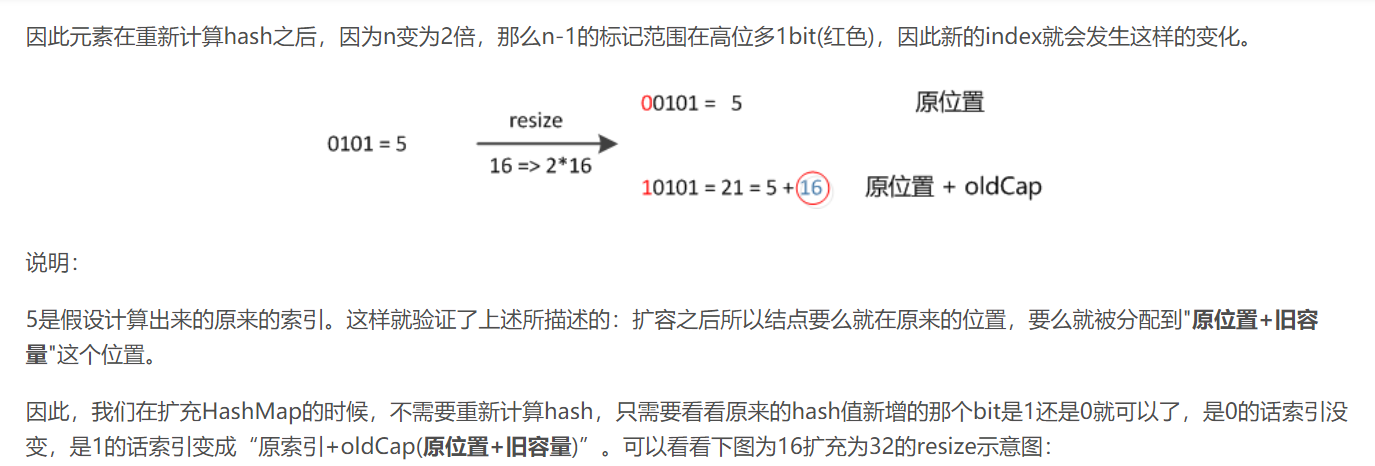 因此元素在重新计算hash之后，因为n变为2倍，那么n-1的标记范围在高位多1bit(红色)，因此新的index就会发生这样的变化。
00101 = 5 原位置
resize
0101 = 5
16 => 2*16
10101 = 21 = 5 + 16 原位置 + oldCap
说明：
5是假设计算出来的原来的索引。这样就验证了上述所描述的：扩容之后所以结点要么就在原来的位置，要么就被分配到"原位置+旧容
量"这个位置。
因此，我们在扩充HashMap的时候，不需要重新计算hash，只需要看看原来的hash值新增的那个bit是1还是0就可以了，是0的话索引没
变，是1的话索引变成“原索引+oldCap(原位置+旧容量)”。可以看看下图为16扩充为32的resize示意图：